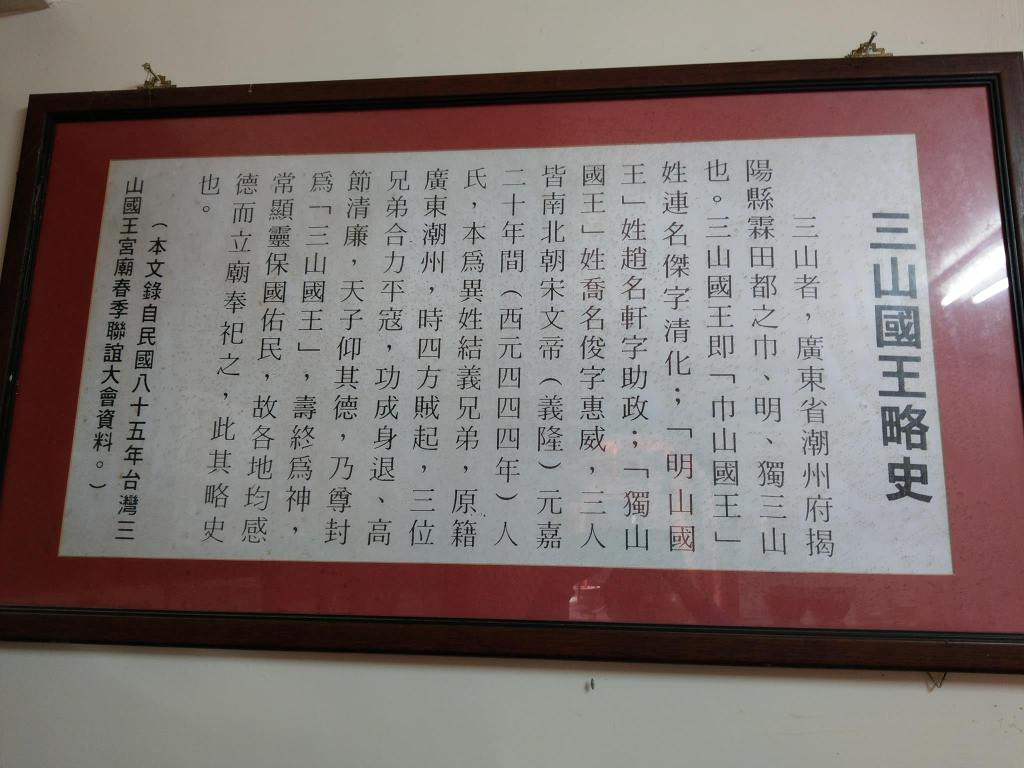 三山國王略史
三山者，廣東省潮州府揭
陽縣霖田都之巾、明、獨三山
也。三山國王即「巾山國王」
姓連名傑字清化；「明山國
王」姓趙名軒字助政；「獨山
國王」姓喬名俊字惠威，三人
皆南北朝宋文帝（義隆）元嘉
二十年間（西元四四四年）人
氏，本爲異姓結義兄弟，原籍
廣東潮州，時四方賊起，三位
兄弟合力平寇，功成身退、高
節清廉，天子仰其德，乃尊封
爲「三山國王」，壽終爲神，
常顯靈保國佑民，故各地均感
德而立廟奉祀之，此其略史
也。
（本文錄自民國八十五年台灣三
山國王宮廟春季聯誼大會資料。）